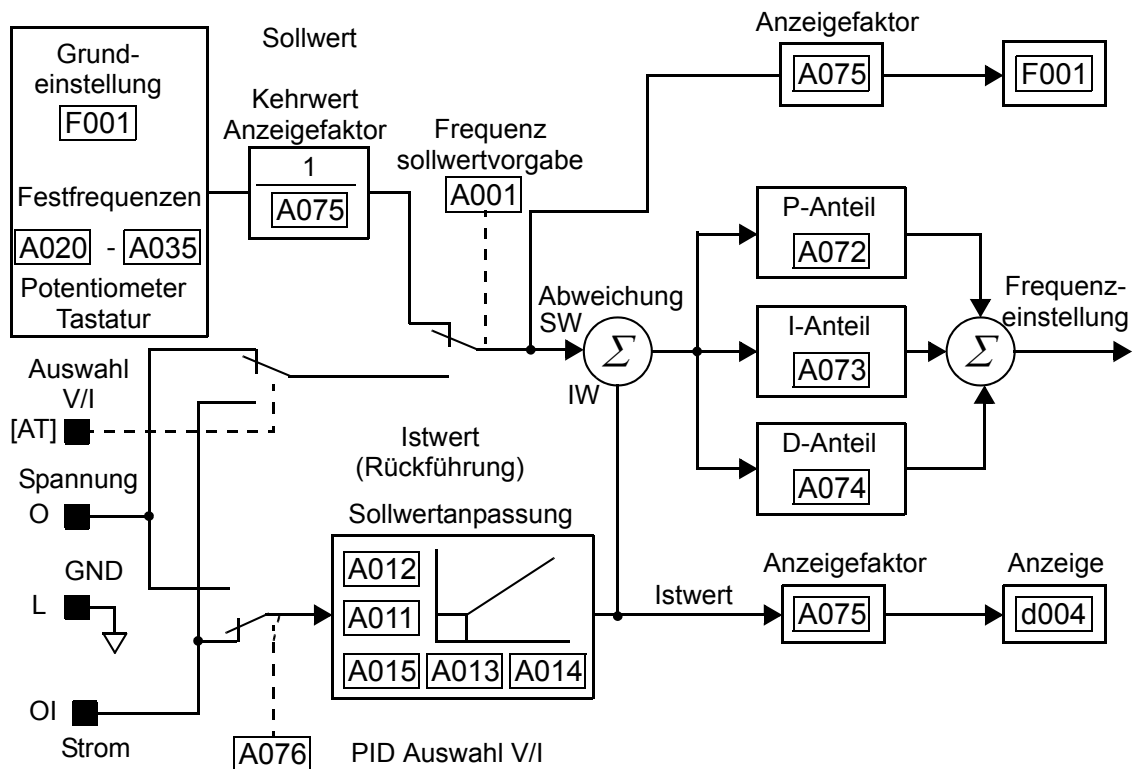 Grund-
einstellung
F001
Festfrequenzen
A020 - A035
Potentiometer
Tastatur
Sollwert
Kehrwert
Anzeigefaktor
1
A075
Frequenz
sollwertvorgabe
A001
Anzeigefaktor
A075
F001
P-Anteil
A072
I-Anteil
A073
D-Anteil
A074
Abweichung
SW
Σ
IW
Σ
Frequenz-
einstellung
Auswahl
V/I
[AT]
Spannung
O
GND
L
OI
Strom
Istwert
(Rückführung)
Sollwertanpassung
A012
A011
A015 A013 A014
A076
PID Auswahl V/I
Istwert
Anzeigefaktor
A075
Anzeige
d004